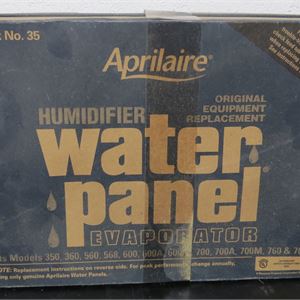 No. 35
Aprilaire®
ORIGINAL
EQUIPMENT
REPLACEMENT
HUMIDIFIER
water
panel
EVAPORATOR
Models 350, 360, 560, 568, 600, 600A, 700, 700A, 700M, 760 &
NOTE: Replacement instructions on reverse side. For peak performance, change annually,
using only genuine Aprilaire Water Panels.